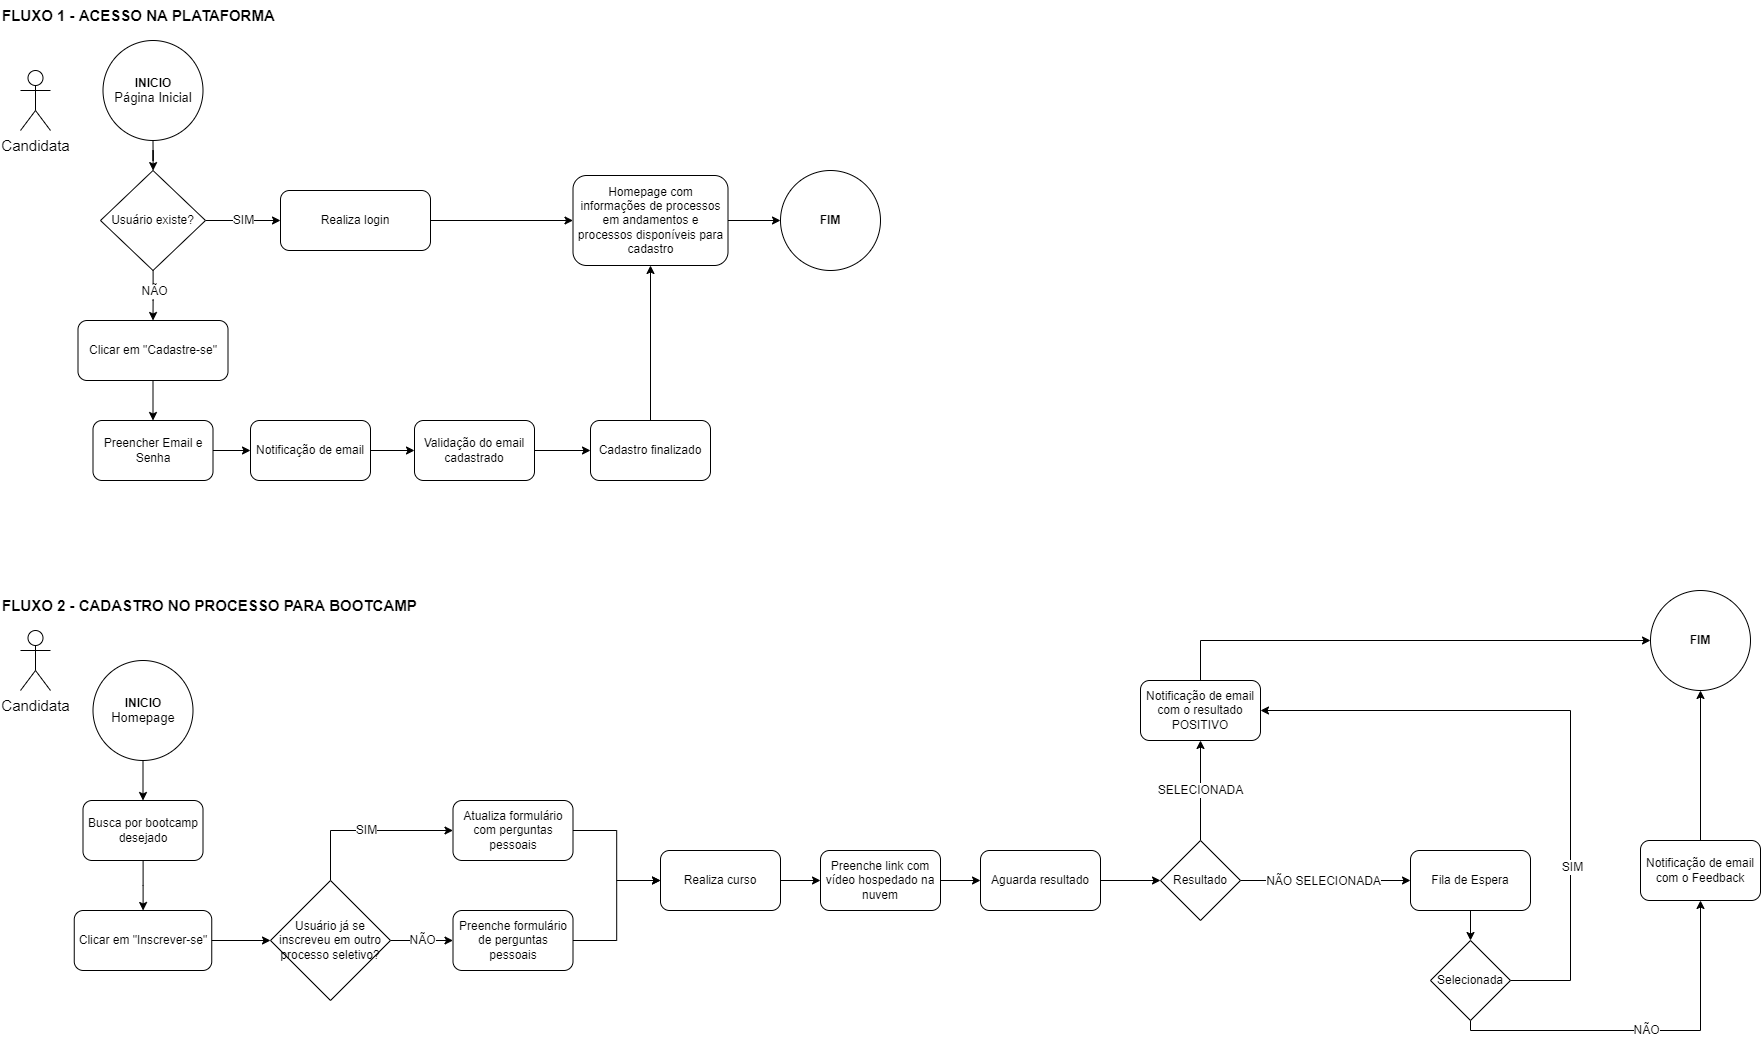 FLUXO 1 - ACESSO NA PLATAFORMA
INICIO
Página Inicial
Candidata
Usuário existe?
SIM
Realiza login
Homepage com
informações de processos
em andamentos e
processos disponíveis para
cadastro
FIM
NÃO
Clicar em "Cadastre-se"
Preencher Email e
Senha
Notificação de email
Validação do email
cadastrado
Cadastro finalizado
FLUXO 2 - CADASTRO NO PROCESSO PARA BOOTCAMP
Candidata
INICIO
Homepage
Busca por bootcamp
desejado
Clicar em "Inscrever-se"
Usuário já se
inscreveu em outro
processo seletivo?
SIM
Atualiza formulário
com perguntas
pessoais
NÃO
Preenche formulário
de perguntas
pessoais
Realiza curso
Preenche link com
vídeo hospedado na
nuvem
Aguarda resultado
Resultado
SELECIONADA
Notificação de email
com o resultado
POSITIVO
NÃO SELECIONADA
Fila de Espera
Selecionada
SIM
NÃO
Notificação de email
com o Feedback
FIM